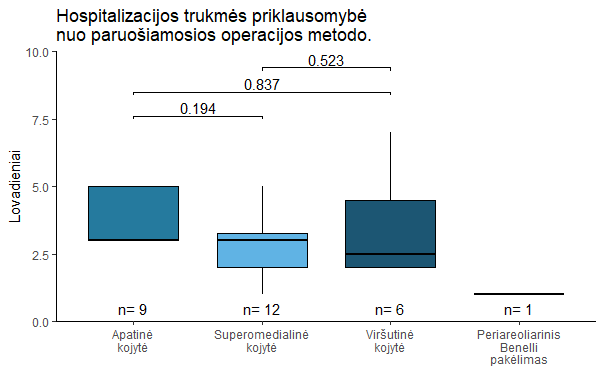 Hospitalizacijos trukmės priklausomybė
nuo paruošiamosios operacijos metodo.
10.0
7.5
5.0
2.5
0.0
Lovadieniai
0.523
0.837
0.194
n= 9
n= 12
n= 6
n= 1
Apatinė
kojytė
Superomedialinė
kojytė
Viršutinė
kojytė
Periareoliarinis
Benelli
pakėlimas